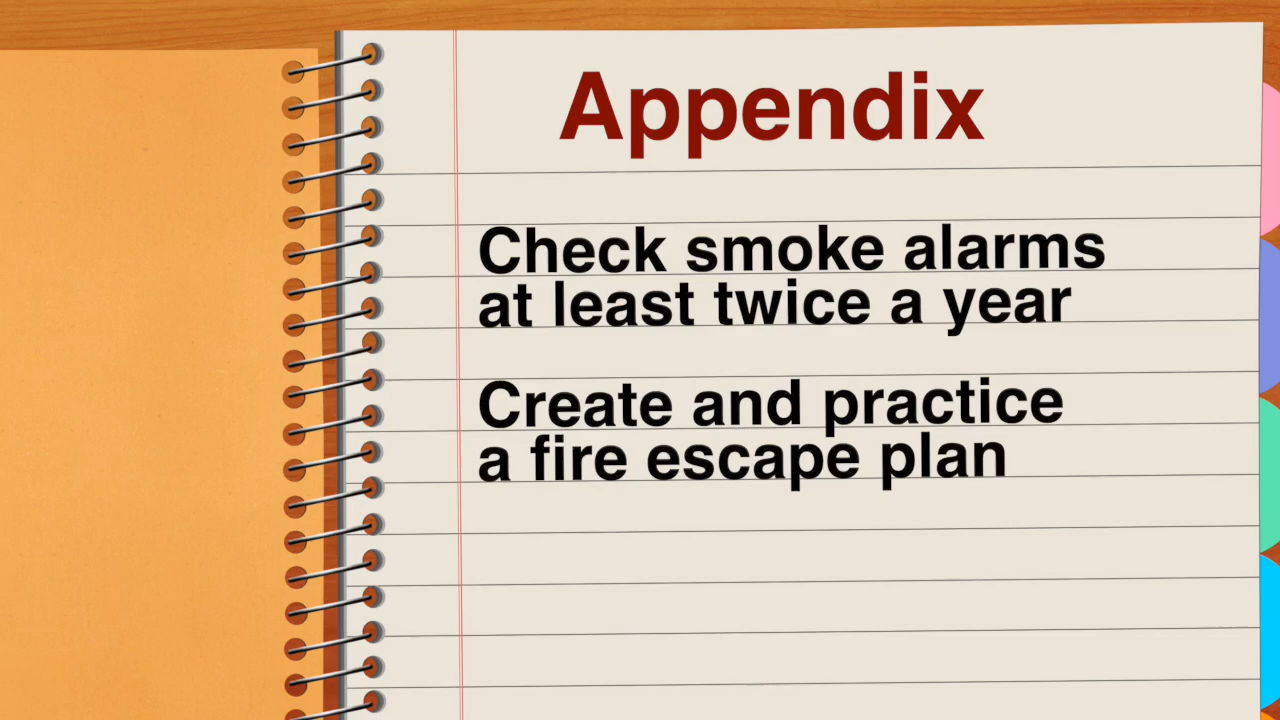 Appendix
Check smoke alarms
at least twice a year
Create and practice
a fire escape plan